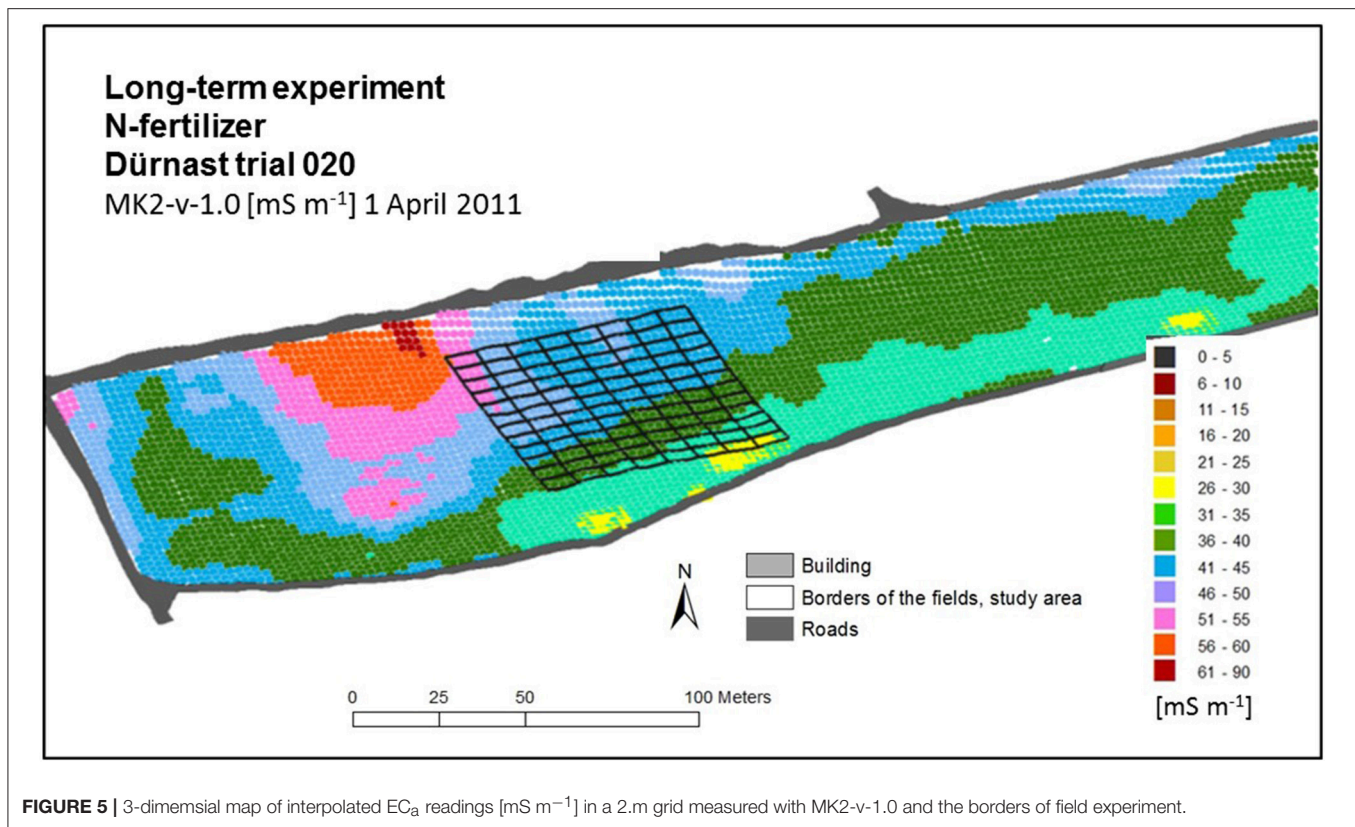 Long-term experiment
N-fertilizer
Dürnast trial 020
MK2-v-1.0 [mS m-1] 1 April 2011
0 - 5
6 - 10
11 - 15
16 - 20
21 - 25
26 - 30
31 - 35
36 - 40
41 - 45
46 - 50
51 - 55
56 - 60
61 - 90
[mS m-1]
N
Building
Borders of the fields, study area
Roads
0 25 50 100 Meters
FIGURE 5 | 3-dimemsial map of interpolated ECa readings [mS m−1] in a 2.m grid measured with MK2-v-1.0 and the borders of field experiment.